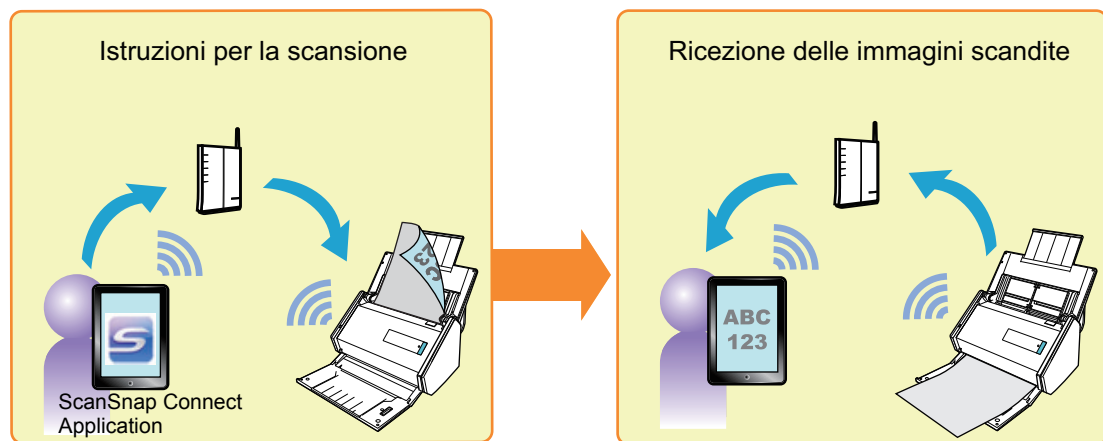 Istruzioni per la scansione
ScanSnap Connect
Application
Ricezione delle immagini scandite
ABC
123